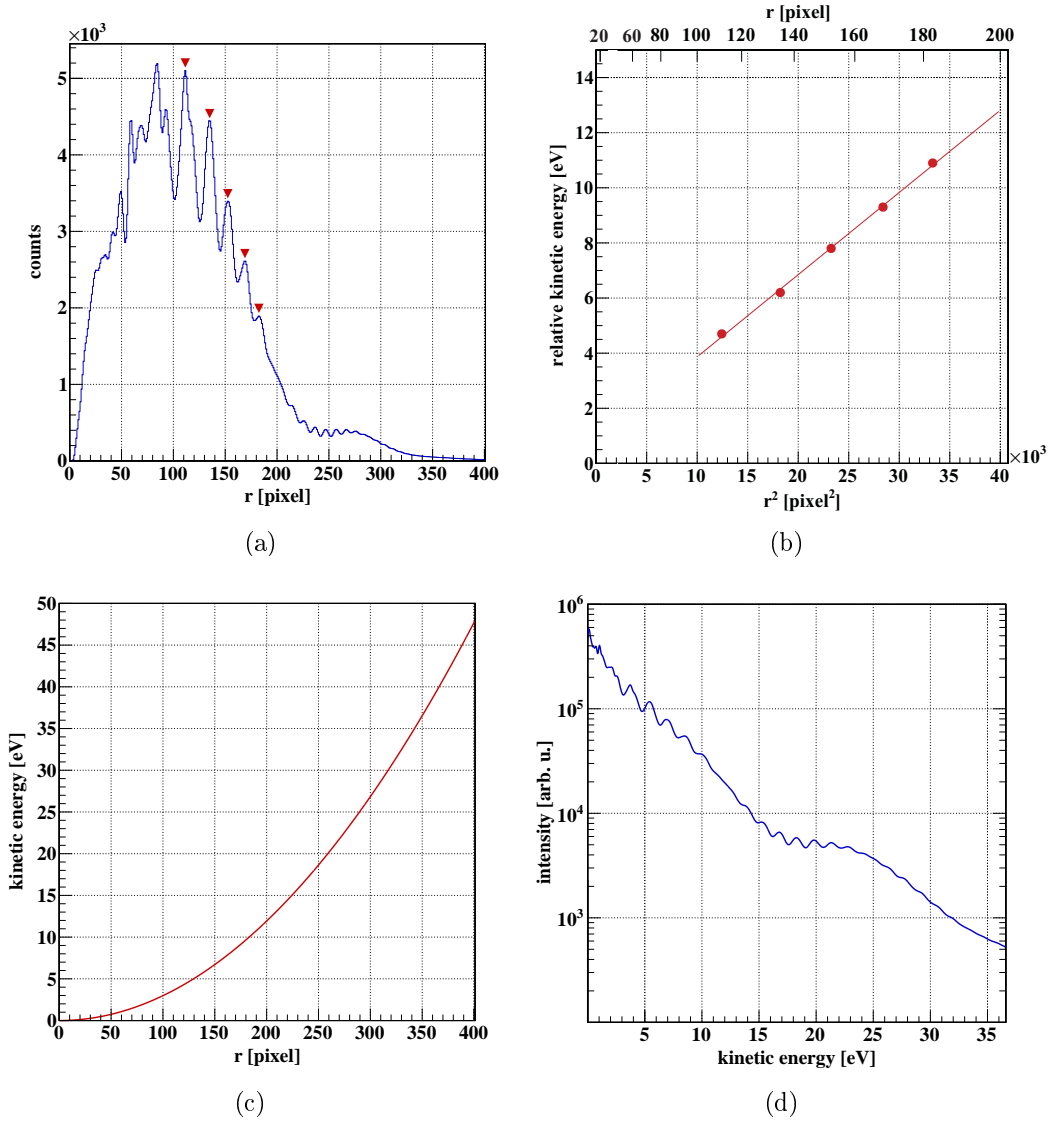 ×10³
5
4
3
2
1
0
counts
0 50 100 150 200 250 300 350 400
r [pixel]
(a)
r [pixel]
20 60 80 100 120 140 160 180 200
14
12
10
8
6
4
2
0
relative kinetic energy [eV]
0 5 10 15 20 25 30 35 40 ×10³
r² [pixel²]
(b)
50
45
40
35
30
25
20
15
10
5
0
kinetic energy [eV]
0 50 100 150 200 250 300 350 400
r [pixel]
(c)
10⁶
10⁵
10⁴
10³
intensity [arb. u.]
5 10 15 20 25 30 35
kinetic energy [eV]
(d)